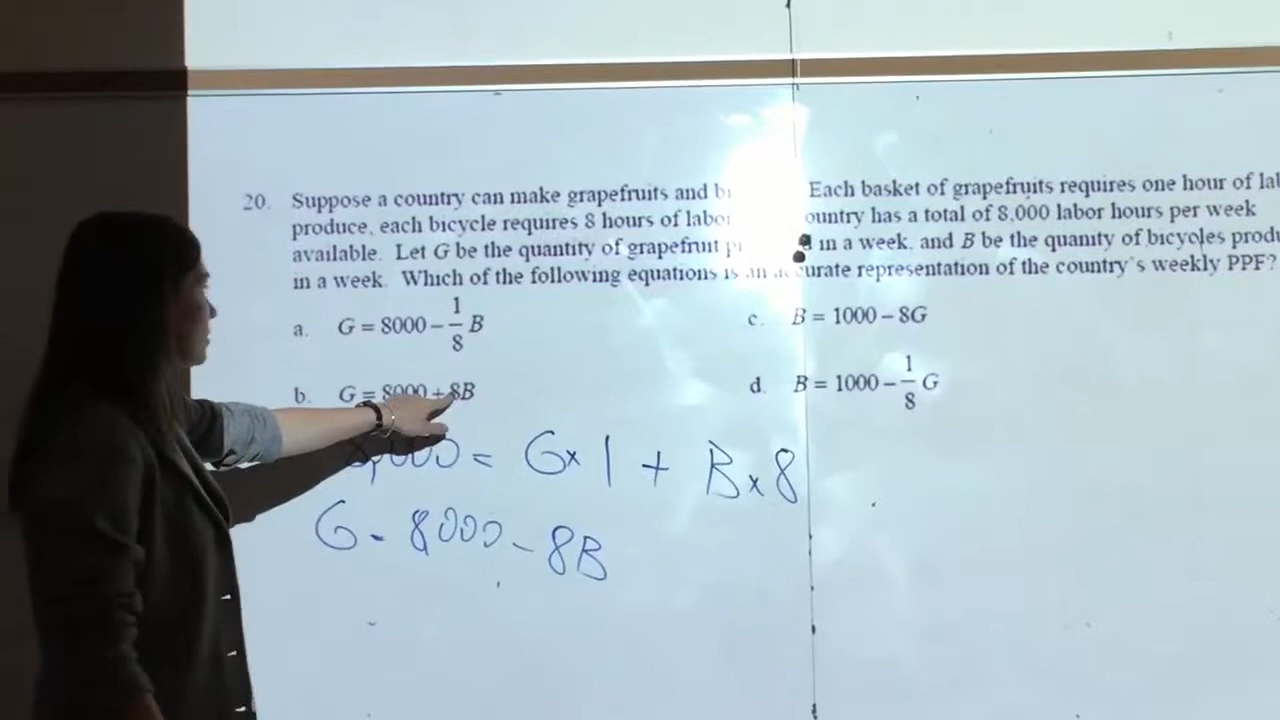 20. Suppose a country can make grapefruits and Each basket of grapefruits requires one hour of
produce, each bicycle requires 8 hours of has a total of 8,000 labor hours per week
available. Let G be the quantity of grapefruit in a week, and B be the quanity of bicycles
in a week. Which of the following equations is an representation of the country's weekly PPF?
a. G = 8000 - 1/8 B
c. B = 1000 - 8G
b. G = 8000 + 8B
d. B = 1000 - 1/8 G
= G x 1 + B x 8
G = 8000 - 8B